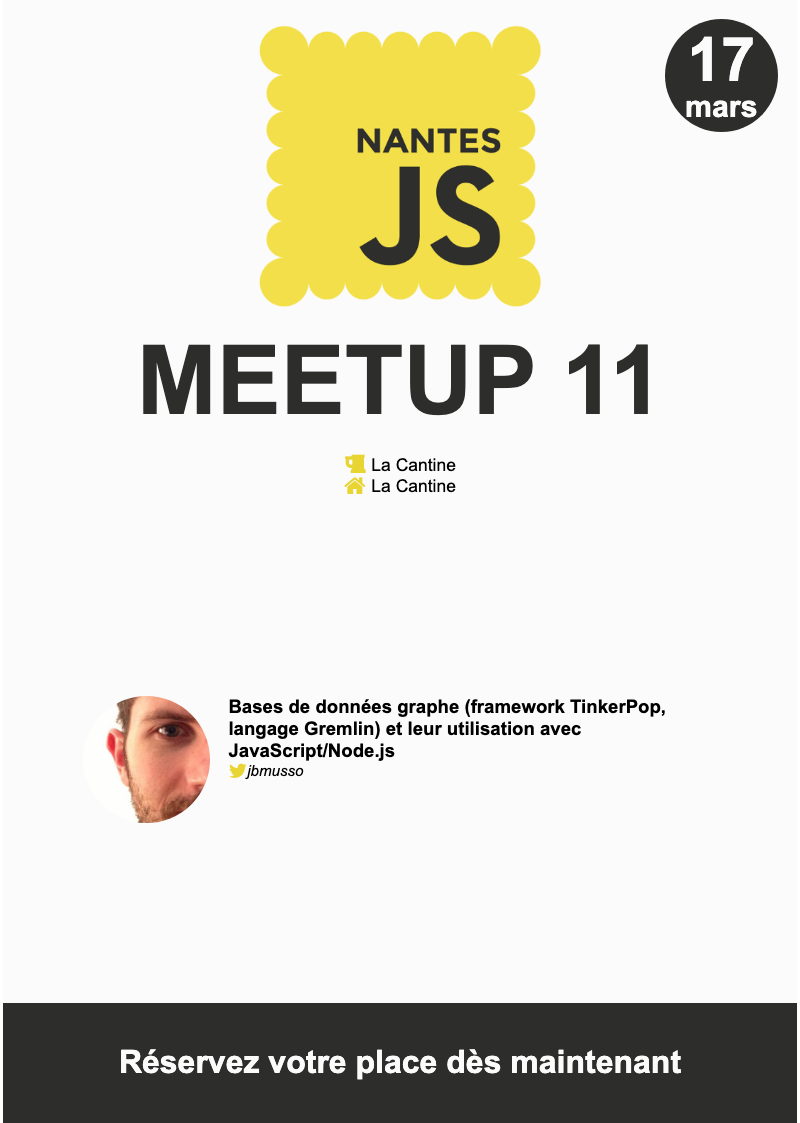 17
mars
NANTES
JS
MEETUP 11
La Cantine
La Cantine
Bases de données graphe (framework TinkerPop,
langage Gremlin) et leur utilisation avec
JavaScript/Node.js
jbmusso
Réservez votre place dès maintenant